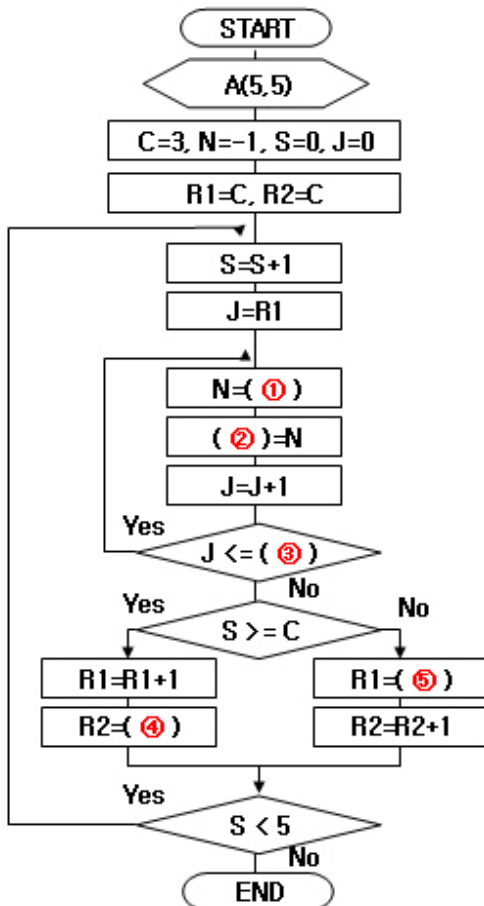 START
A(5,5)
C=3, N=-1, S=0, J=0
R1=C, R2=C
S=S+1
J=R1
N=( ① )
( ② )=N
J=J+1
Yes
J <= ( ③ )
No
Yes
S >= C
No
R1=R1+1
R1=( ⑤ )
R2=( ④ )
R2=R2+1
Yes
S < 5
No
END